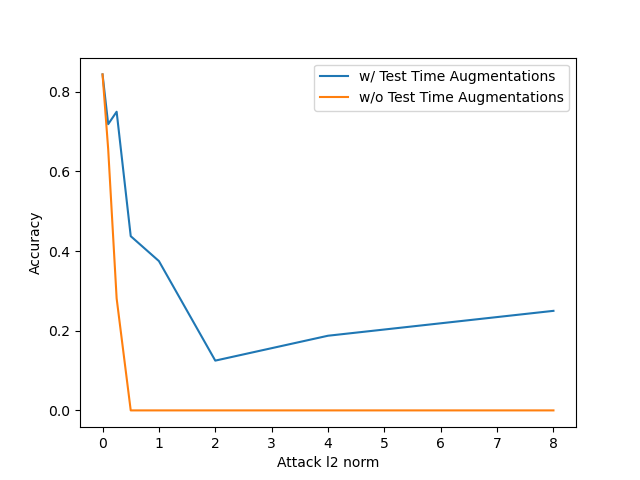 w/ Test Time Augmentations
w/o Test Time Augmentations
0.8
0.6
0.4
0.2
0.0
Accuracy
0 1 2 3 4 5 6 7 8
Attack l2 norm